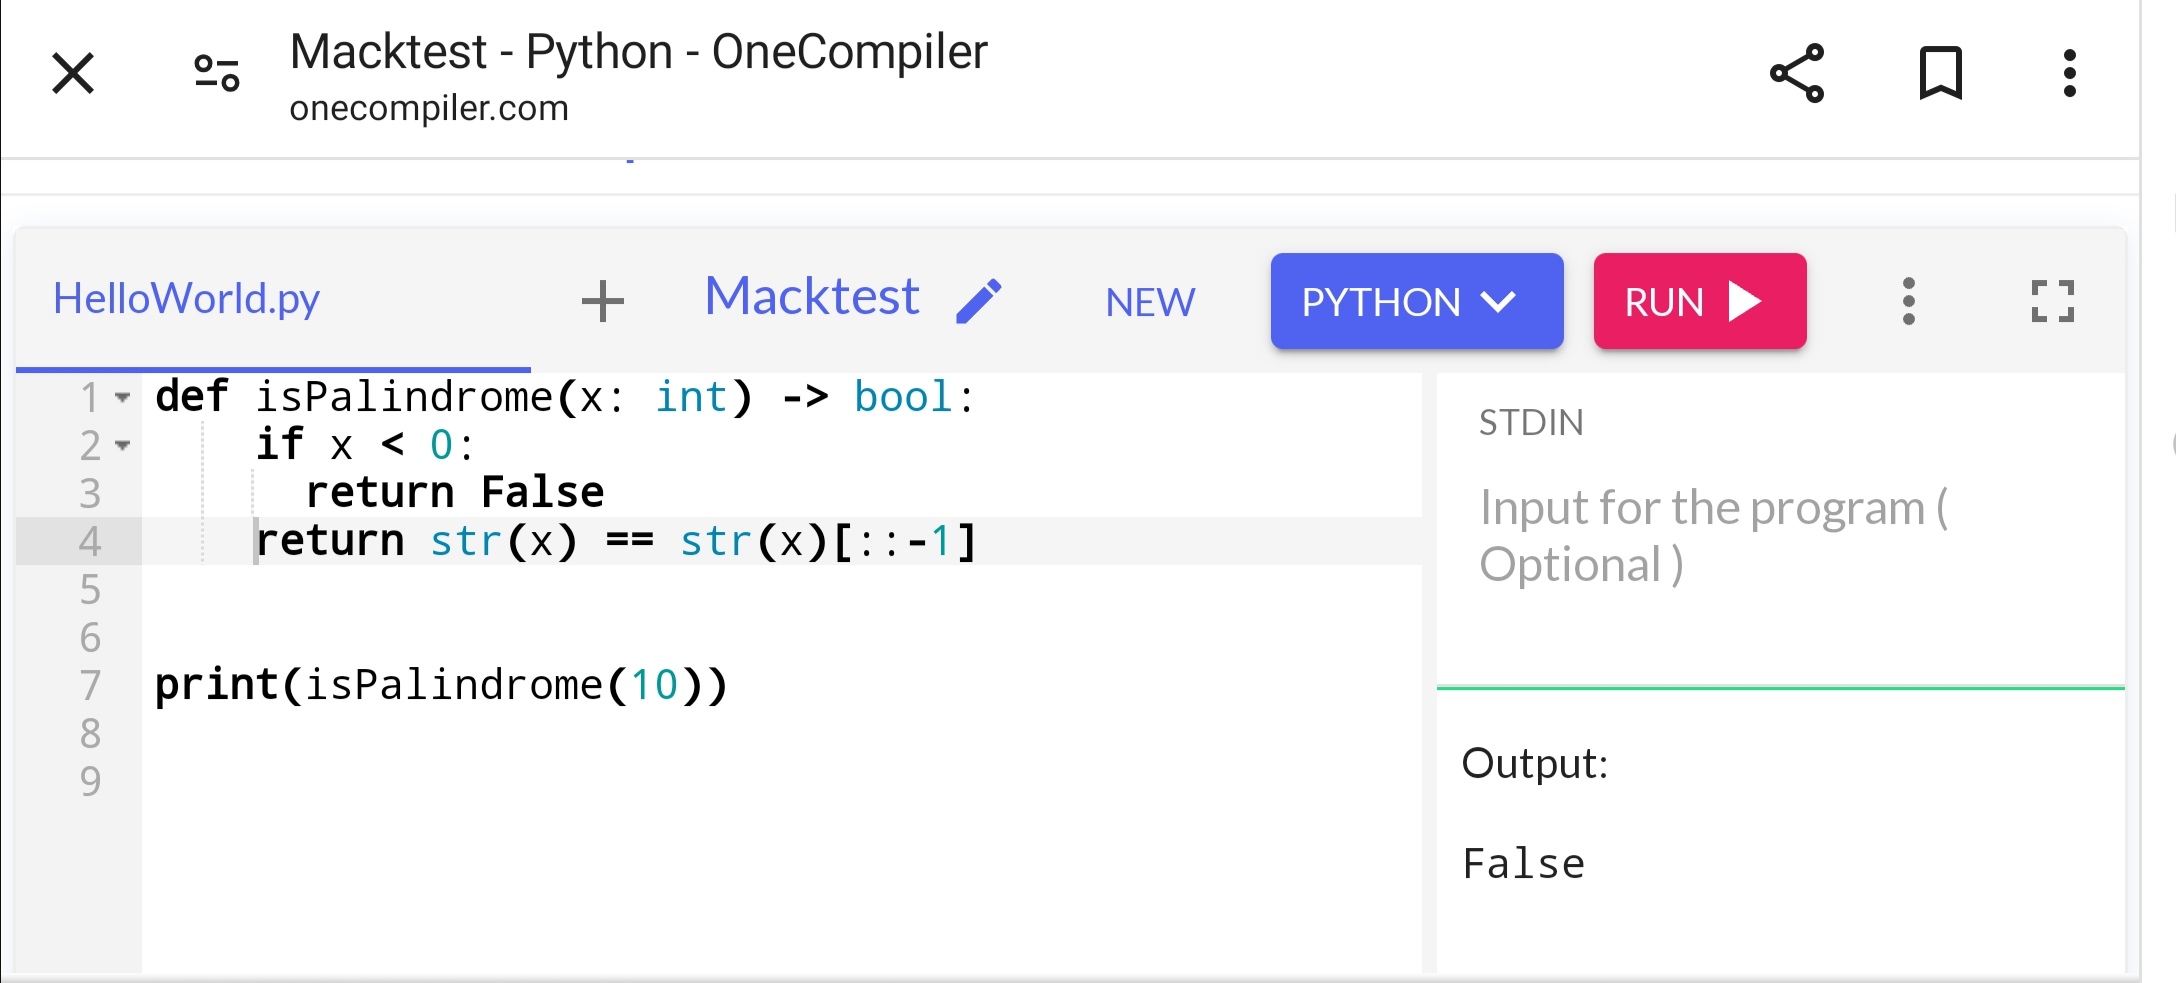 Macktest - Python - OneCompiler
onecompiler.com
HelloWorld.py
Macktest
NEW
PYTHON
RUN
1 def isPalindrome(x: int) -> bool:
2     if x < 0:
3       return False
4     return str(x) == str(x)[::-1]
5
6
7 print(isPalindrome(10))
8
9
STDIN
Input for the program (
Optional )
Output:
False